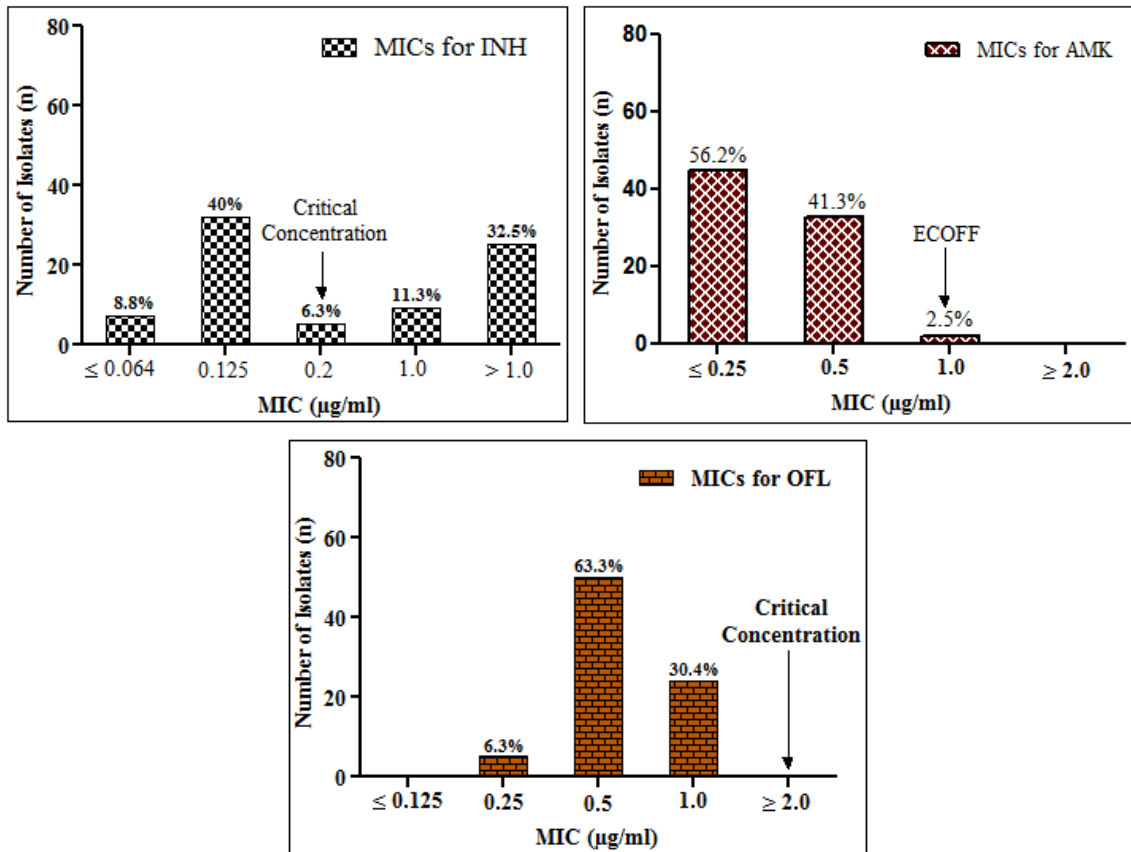 MICs for INH
Number of Isolates (n)
80
60
40
20
0
8.8%
40%
Critical
Concentration
6.3%
11.3%
32.5%
≤ 0.064
0.125
0.2
1.0
> 1.0
MIC (µg/ml)
MICs for AMK
Number of Isolates (n)
80
60
40
20
0
56.2%
41.3%
ECOFF
2.5%
≤ 0.25
0.5
1.0
≥ 2.0
MIC (µg/ml)
MICs for OFL
Number of Isolates (n)
80
60
40
20
0
6.3%
63.3%
30.4%
Critical
Concentration
≤ 0.125
0.25
0.5
1.0
≥ 2.0
MIC (µg/ml)